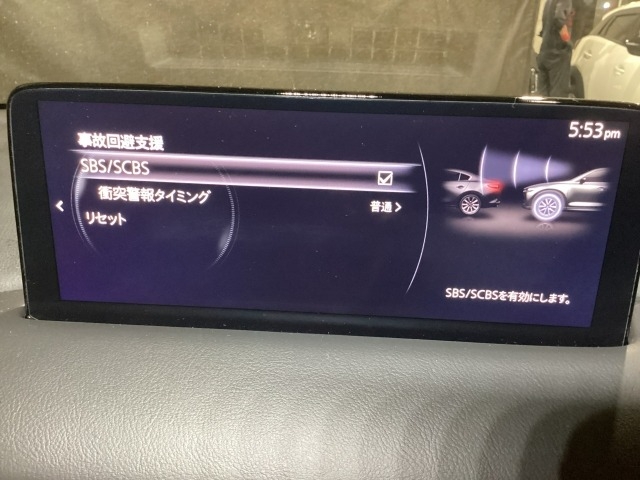 5:53pm
事故回避支援
SBS/SCBS
衝突警報タイミング 普通
リセット
SBS/SCBSを有効にします。